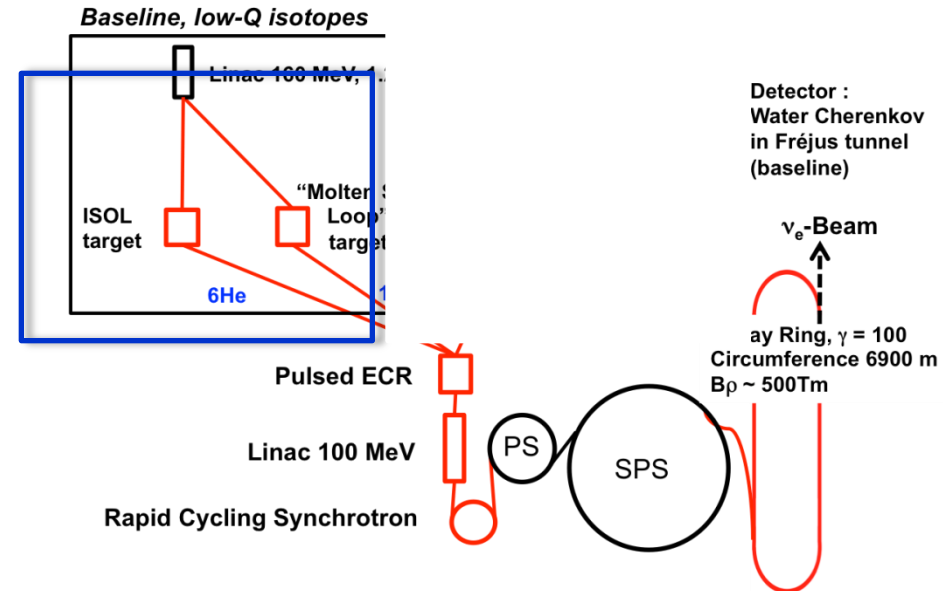 Baseline, low-Q isotopes
Linac 160 MeV, 1.
Detector :
Water Cherenkov
in Fréjus tunnel
(baseline)
“Molten
Loop”
target
ISOL
target
νe-Beam
6He
1
ay Ring, γ = 100
Circumference 6900 m
Bρ ~ 500Tm
Pulsed ECR
Linac 100 MeV
PS
SPS
Rapid Cycling Synchrotron